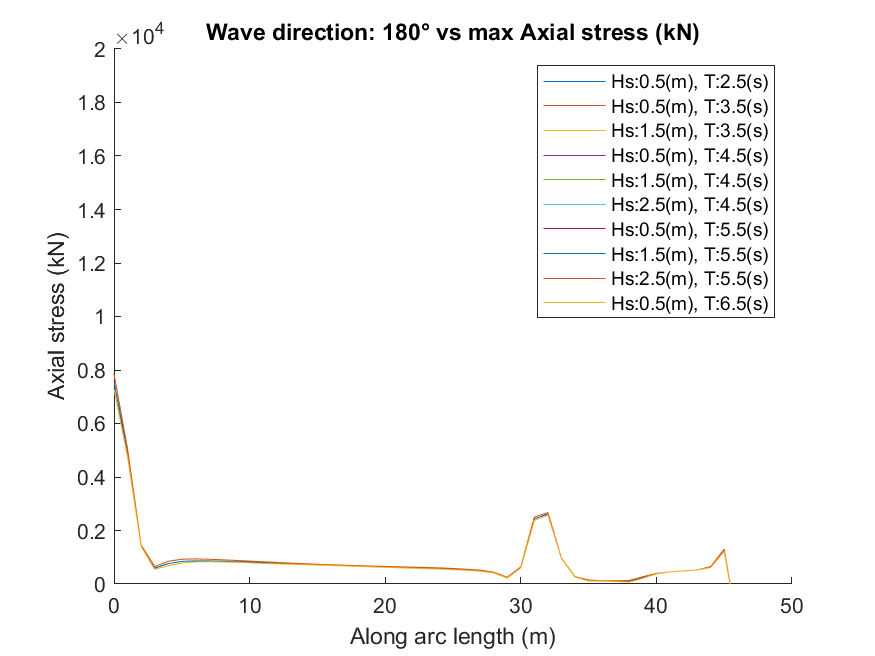 Wave direction: 180° vs max Axial stress (kN)
×10⁴
2
1.8
1.6
1.4
1.2
1
0.8
0.6
0.4
0.2
0
Axial stress (kN)
Hs:0.5(m), T:2.5(s)
Hs:0.5(m), T:3.5(s)
Hs:1.5(m), T:3.5(s)
Hs:0.5(m), T:4.5(s)
Hs:1.5(m), T:4.5(s)
Hs:2.5(m), T:4.5(s)
Hs:0.5(m), T:5.5(s)
Hs:1.5(m), T:5.5(s)
Hs:2.5(m), T:5.5(s)
Hs:0.5(m), T:6.5(s)
0 10 20 30 40 50
Along arc length (m)